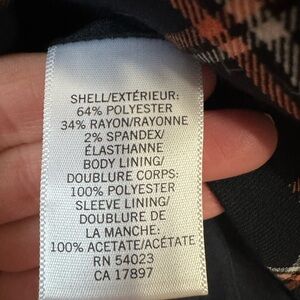 SHELL/EXTÉRIEUR:
64% POLYESTER
34% RAYON/RAYONNE
2% SPANDEX/
ÉLASTHANNE
BODY LINING/
DOUBLURE CORPS:
100% POLYESTER
SLEEVE LINING/
DOUBLURE DE
LA MANCHE:
100% ACETATE/ACÉTATE
RN 54023
CA 17897